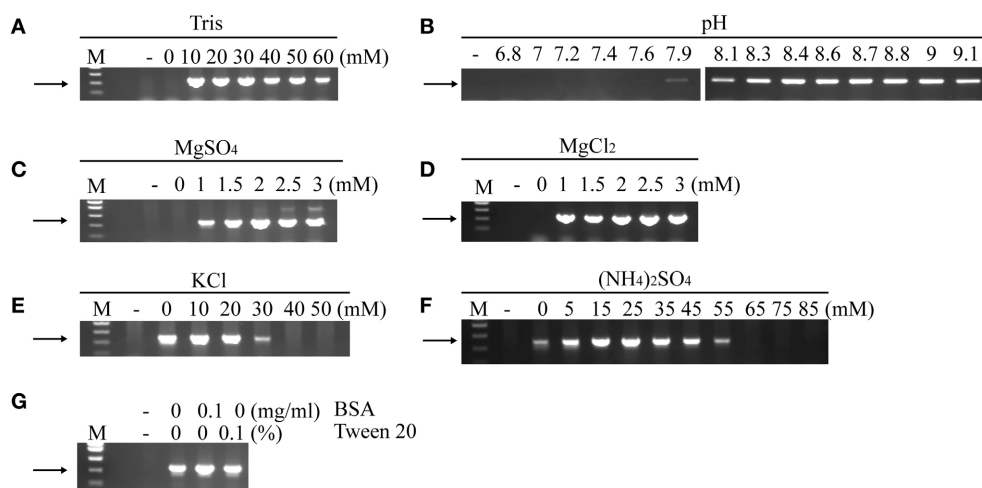 A
Tris
M - 0 10 20 30 40 50 60 (mM)
B
pH
- 6.8 7 7.2 7.4 7.6 7.9 8.1 8.3 8.4 8.6 8.7 8.8 9 9.1
C
MgSO4
M - 0 1 1.5 2 2.5 3 (mM)
D
MgCl2
M - 0 1 1.5 2 2.5 3 (mM)
E
KCl
M - 0 10 20 30 40 50 (mM)
F
(NH4)2SO4
M - 0 5 15 25 35 45 55 65 75 85 (mM)
G
- 0 0.1 0 (mg/ml) BSA
M - 0 0 0.1 (%) Tween 20